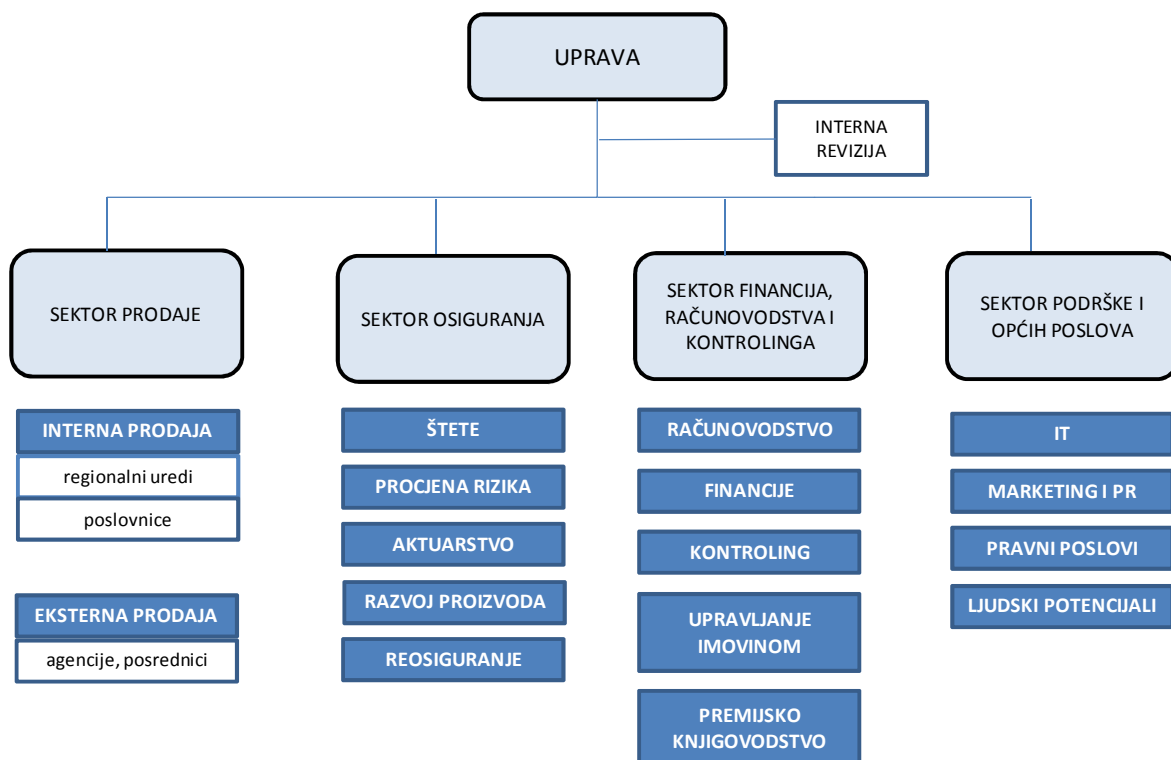 UPRAVA
INTERNA
REVIZIJA
SEKTOR PRODAJE
INTERNA PRODAJA
regionalni uredi
poslovnice
EKSTERNA PRODAJA
agencije, posrednici
SEKTOR OSIGURANJA
ŠTETE
PROCJENA RIZIKA
AKTUARSTVO
RAZVOJ PROIZVODA
REOSIGURANJE
SEKTOR FINANCIJA,
RAČUNOVODSTVA I
KONTROLINGA
RAČUNOVODSTVO
FINANCIJE
KONTROLING
UPRAVLJANJE
IMOVINOM
PREMIJSKO
KNJIGOVODSTVO
SEKTOR PODRŠKE I
OPĆIH POSLOVA
IT
MARKETING I PR
PRAVNI POSLOVI
LJUDSKI POTENCIJALI